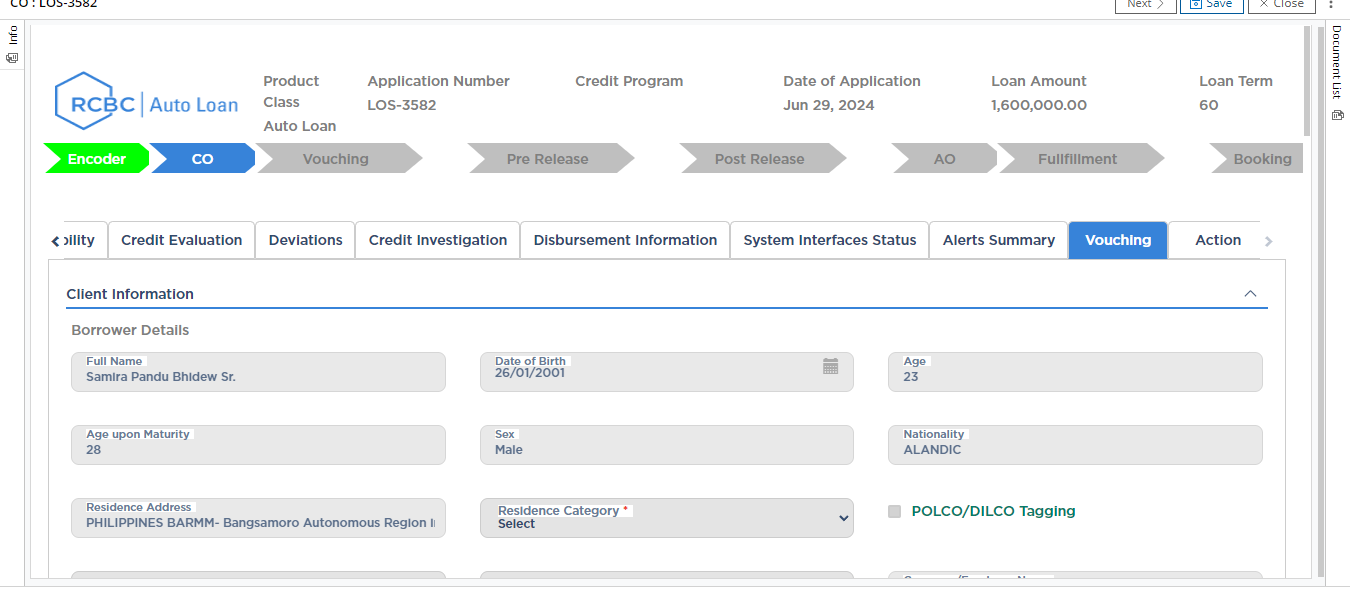 CO : LOS-3582
Next
Save
Close
Info
Document List
RCBC Auto Loan
Product Class
Auto Loan
Application Number
LOS-3582
Credit Program
Date of Application
Jun 29, 2024
Loan Amount
1,600,000.00
Loan Term
60
Encoder
CO
Vouching
Pre Release
Post Release
AO
Fullfillment
Booking
bility
Credit Evaluation
Deviations
Credit Investigation
Disbursement Information
System Interfaces Status
Alerts Summary
Vouching
Action
Client Information
Borrower Details
Full Name
Samira Pandu Bhidew Sr.
Date of Birth
26/01/2001
Age
23
Age upon Maturity
28
Sex
Male
Nationality
ALANDIC
Residence Address
PHILIPPINES BARMM- Bangsamoro Autonomous Region I
Residence Category *
Select
POLCO/DILCO Tagging